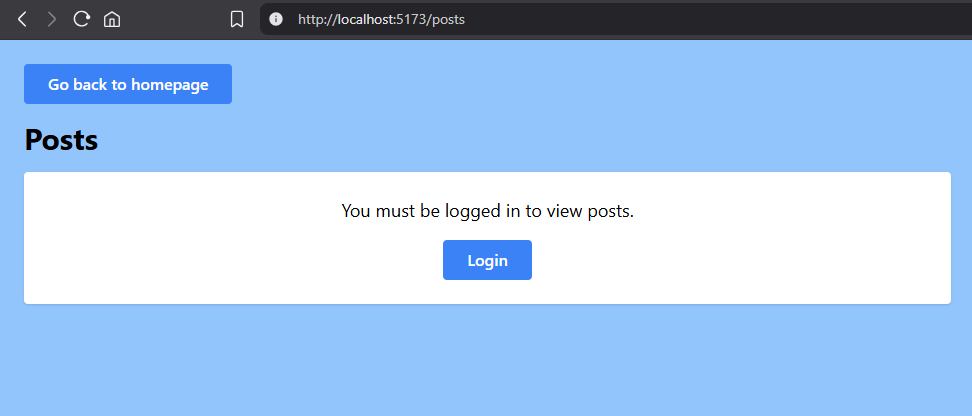 http://localhost:5173/posts
Go back to homepage
Posts
You must be logged in to view posts.
Login